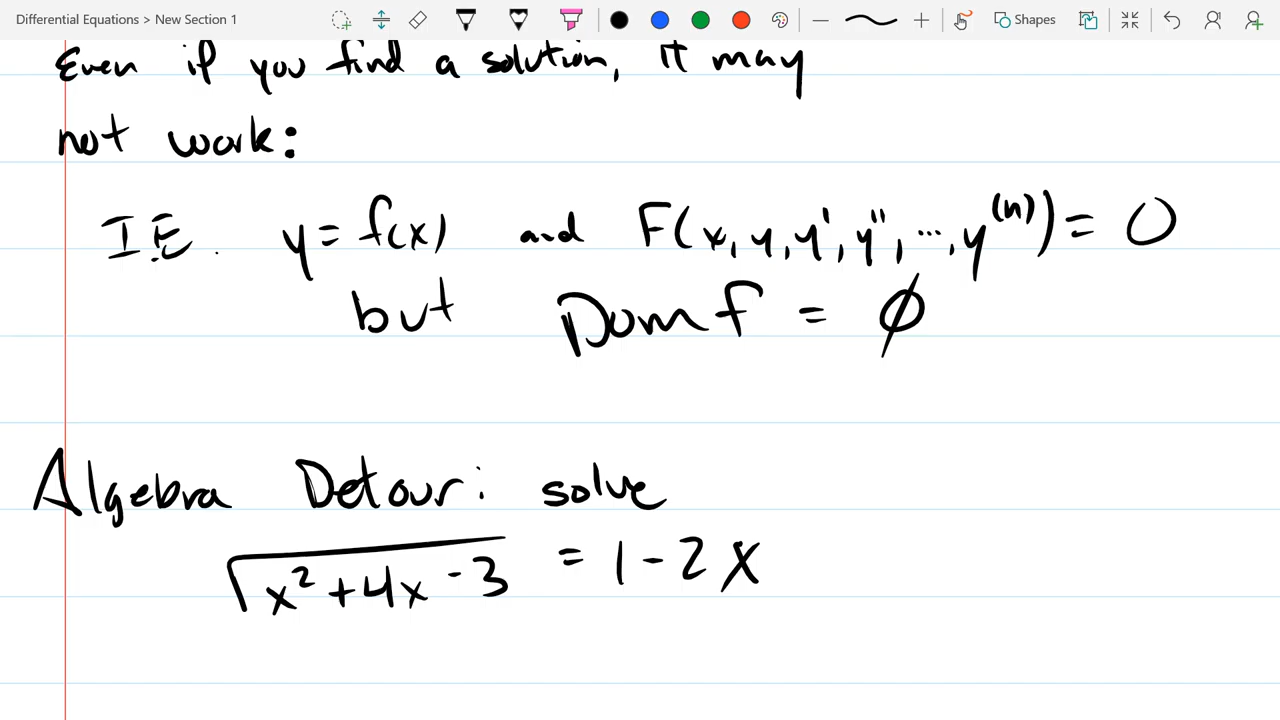 Differential Equations > New Section 1
Shapes
Even if you find a solution, it may
not work:
I.E. y = f(x) and F(x, y, y', y'', ..., y^(n)) = 0
but Dom f = ∅
Algebra Detour: solve
√(x² + 4x - 3) = 1 - 2x